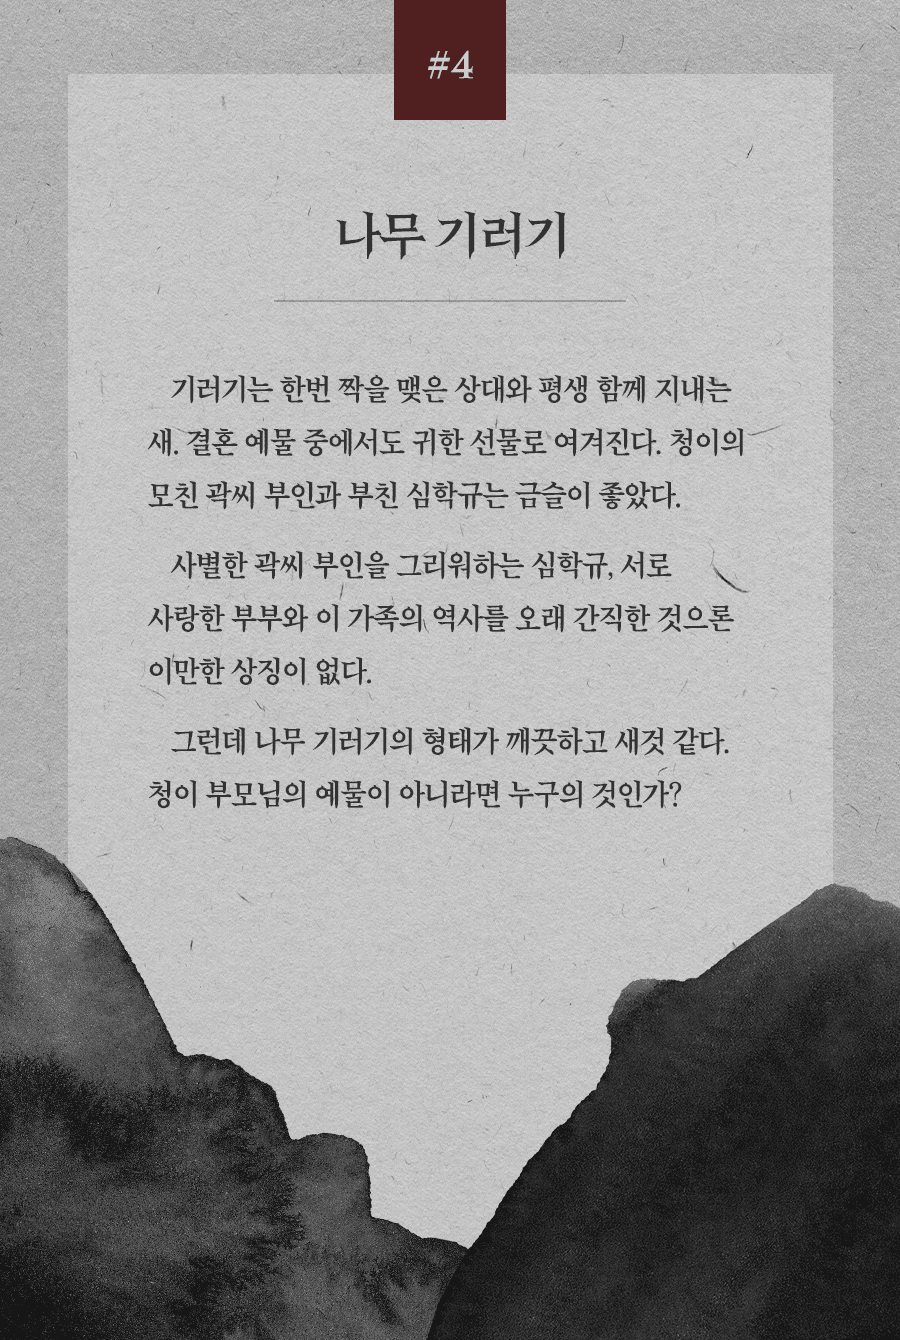 #4
나무 기러기
기러기는 한번 짝을 맺은 상대와 평생 함께 지내는
새. 결혼 예물 중에서도 귀한 선물로 여겨진다. 청이의
모친 곽씨 부인과 부친 심학규는 금슬이 좋았다.
사별한 곽씨 부인을 그리워하는 심학규, 서로
사랑한 부부와 이 가족의 역사를 오래 간직한 것으론
이만한 상징이 없다.
그런데 나무 기러기의 형태가 깨끗하고 새것 같다.
청이 부모님의 예물이 아니라면 누구의 것인가?